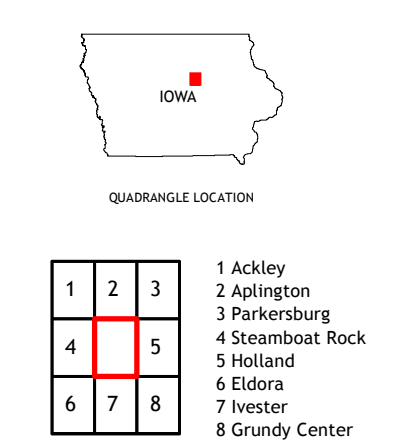 IOWA
QUADRANGLE LOCATION
1 2 3
4 5
6 7 8
1 Ackley
2 Aplington
3 Parkersburg
4 Steamboat Rock
5 Holland
6 Eldora
7 Ivester
8 Grundy Center